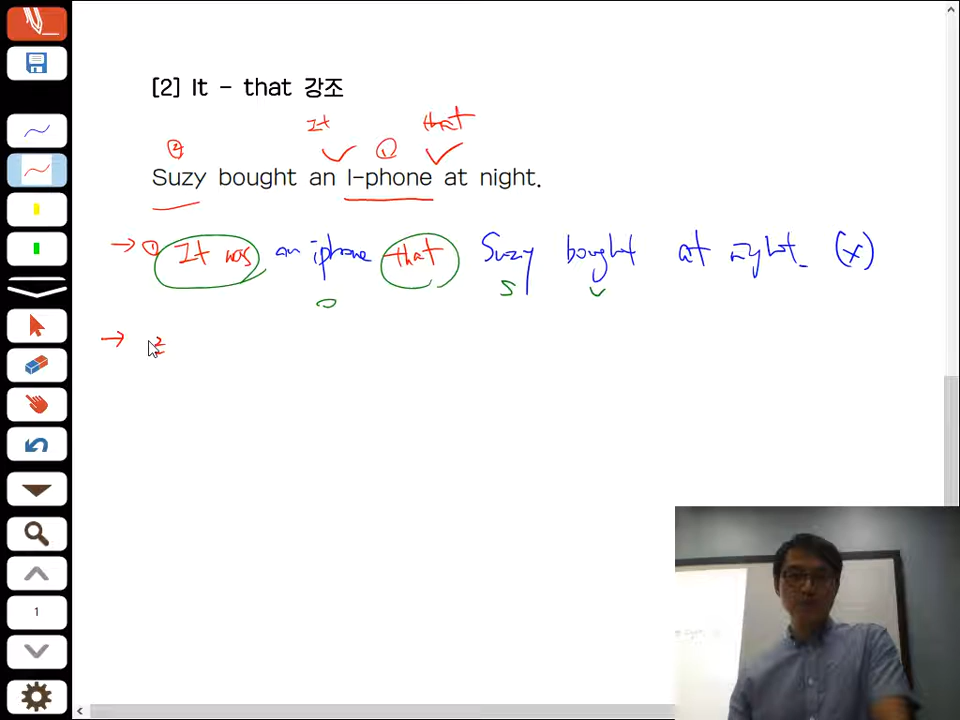 [2] It - that 강조
It that
② ①
Suzy bought an I-phone at night.
→ ① It was an iphone that Suzy bought at night. (x)
O S V
→ 2
1